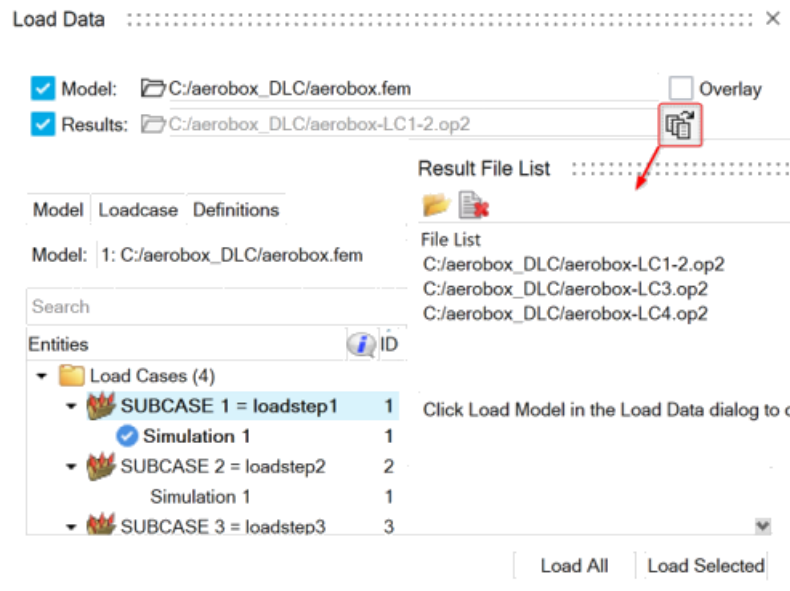 Load Data
Model: C:/aerobox_DLC/aerobox.fem Overlay
Results: C:/aerobox_DLC/aerobox-LC1-2.op2
Result File List
Model Loadcase Definitions
File List
Model: 1: C:/aerobox_DLC/aerobox.fem
C:/aerobox_DLC/aerobox-LC1-2.op2
C:/aerobox_DLC/aerobox-LC3.op2
C:/aerobox_DLC/aerobox-LC4.op2
Search
Entities ID
Load Cases (4)
SUBCASE 1 = loadstep1 1
Click Load Model in the Load Data dialog to
Simulation 1 1
SUBCASE 2 = loadstep2 2
Simulation 1 1
SUBCASE 3 = loadstep3 3
Load All Load Selected